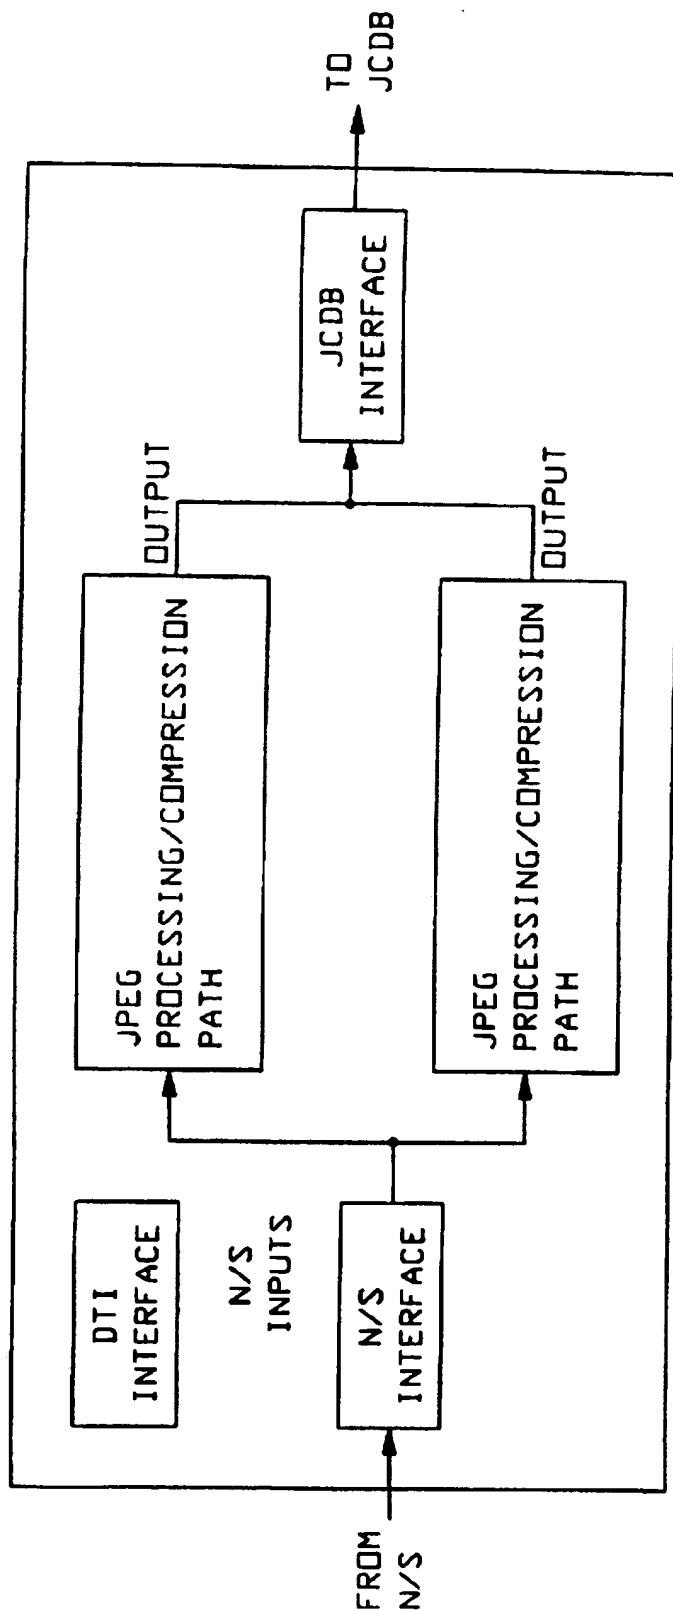 DTI
INTERFACE
N/S
INPUTS
FROM
N/S
N/S
INTERFACE
JPEG
PROCESSING/COMPRESSION
PATH
OUTPUT
JPEG
PROCESSING/COMPRESSION
PATH
OUTPUT
JCDB
INTERFACE
TO
JCDB